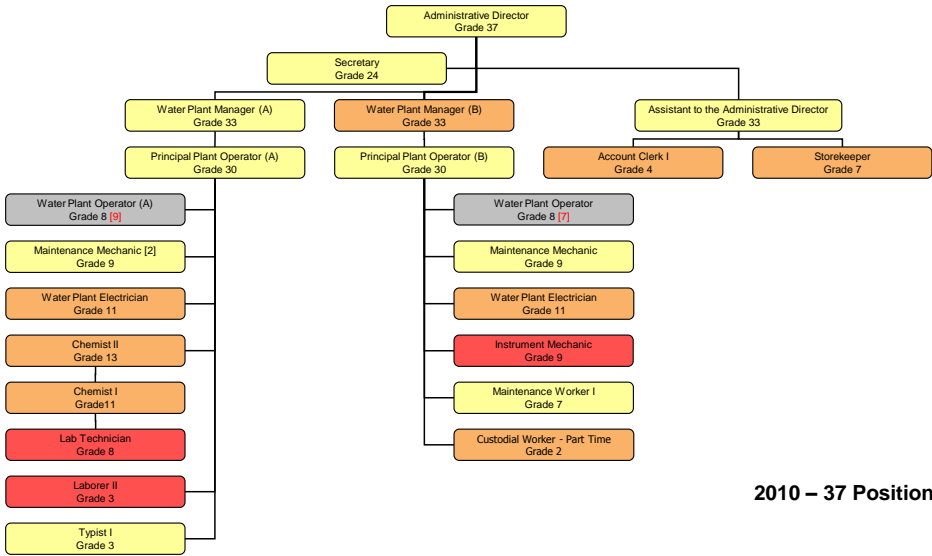 Administrative Director
Grade 37
Secretary
Grade 24
Water Plant Manager (A)
Grade 33
Water Plant Manager (B)
Grade 33
Assistant to the Administrative Director
Grade 33
Principal Plant Operator (A)
Grade 30
Principal Plant Operator (B)
Grade 30
Account Clerk I
Grade 4
Storekeeper
Grade 7
Water Plant Operator (A)
Grade 8 [9]
Water Plant Operator
Grade 8 [7]
Maintenance Mechanic [2]
Grade 9
Maintenance Mechanic
Grade 9
Water Plant Electrician
Grade 11
Water Plant Electrician
Grade 11
Chemist II
Grade 13
Instrument Mechanic
Grade 9
Chemist I
Grade11
Maintenance Worker I
Grade 7
Lab Technician
Grade 8
Custodial Worker - Part Time
Grade 2
Laborer II
Grade 3
2010 – 37 Position
Typist I
Grade 3